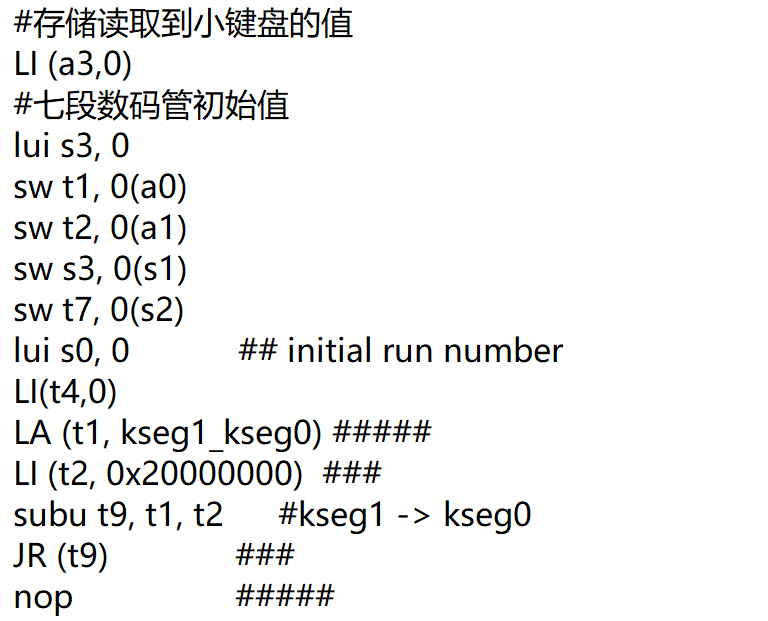 #存储读取到小键盘的值
LI (a3,0)
#七段数码管初始值
lui s3, 0
sw t1, 0(a0)
sw t2, 0(a1)
sw s3, 0(s1)
sw t7, 0(s2)
lui s0, 0 ## initial run number
LI(t4,0)
LA (t1, kseg1_kseg0) #####
LI (t2, 0x20000000) ###
subu t9, t1, t2 #kseg1 -> kseg0
JR (t9) ###
nop #####